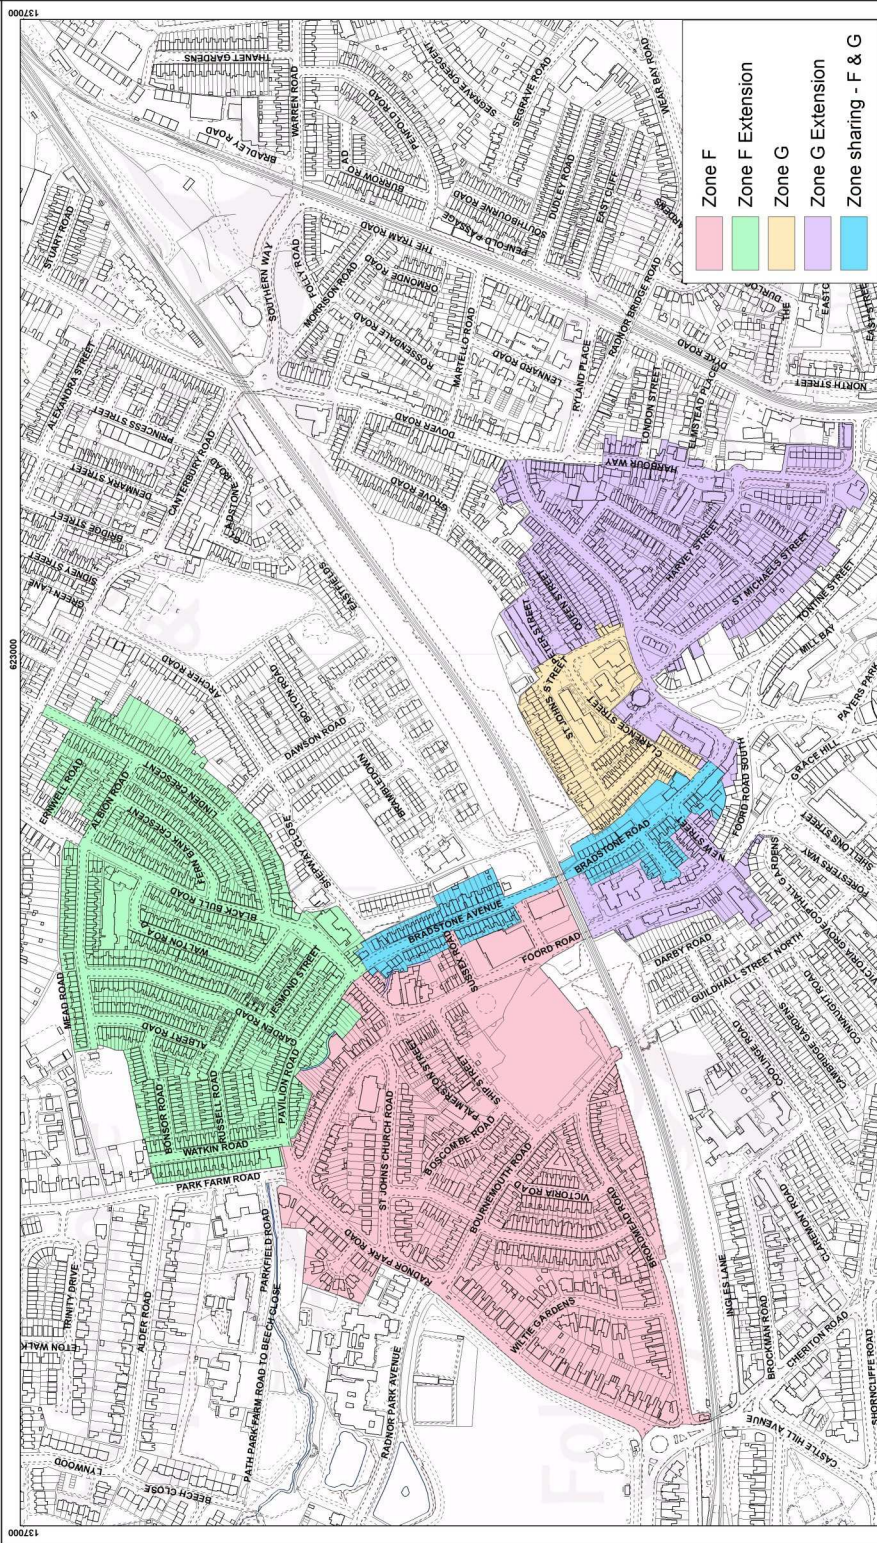 137000
623000
137000
THANET GARDENS
WARREN ROAD
PENFOLD ROAD
SEGRAVE CRESCENT
SEGRAVE ROAD
WEAR BAY ROAD
BRADLEY ROAD
BURROW RO
AD
SOUTHBOURNE ROAD
DUDLEY ROAD
EAST CLIFF
PENFOLD PASSAGE
THE TRAM ROAD
STUART ROAD
SOUTHERN WAY
FOLLY ROAD
MORRISON ROAD
ORMONDE ROAD
ROSSENDALE ROAD
MARTELLO ROAD
LENNARD ROAD
RYLAND PLACE
RADNOR BRIDGE ROAD
DYKE ROAD
NORTH STREET
THE
ALEXANDRA STREET
PRINCESS STREET
DENMARK STREET
BRIDGE STREET
SIDNEY STREET
GREEN LANE
CANTERBURY ROAD
DOVER ROAD
GROVE ROAD
LONDON STREET
ELMSTEAD PLACE
HARBOUR WAY
EASTFIELDS
ARCHER ROAD
BOLTON ROAD
DAWSON ROAD
BRAMBLEDOWN
SHEPWAY CLOSE
QUEEN STREET
HARVEY STREET
ST MICHAELS STREET
TONTINE STREET
MILL BAY
PAYERS PARK
ST JOHNS STREET
CLARENCE STREET
GRACE HILL
FOORD ROAD SOUTH
NEW STREET
BRADSTONE ROAD
BRADSTONE AVENUE
FOORD ROAD
SUSSEX ROAD
DARBY ROAD
GUILDHALL STREET NORTH
COPTHALL GARDENS
FORESTERS WAY
CONNAUGHT ROAD
CAMBRIDGE GARDENS
COOLINGE ROAD
CLAREMONT ROAD
ALBION ROAD
LINDEN CRESCENT
FERN BANK CRESCENT
BLACK BULL ROAD
WALTON ROAD
MEAD ROAD
JESMOND STREET
GARDEN ROAD
ALBERT ROAD
PAVILION ROAD
BONSOR ROAD
RUSSELL ROAD
WATKIN ROAD
PARK FARM ROAD
ST JOHNS CHURCH ROAD
PALMERSTON STREET
SHIP STREET
BOSCOMBE ROAD
BOURNEMOUTH ROAD
VICTORIA ROAD
BROADMEAD ROAD
RADNOR PARK ROAD
WILTIE GARDENS
INGLES LANE
BROCKMAN ROAD
CHERITON ROAD
CASTLE HILL AVENUE
SHORNCLIFFE ROAD
TRINITY DRIVE
ETON WALK
ALDER ROAD
PARKFIELD ROAD
PATH PARK FARM ROAD TO BEECH CLOSE
RADNOR PARK AVENUE
LYNWOOD
BEECH CLOSE
Zone F
Zone F Extension
Zone G
Zone G Extension
Zone sharing - F & G